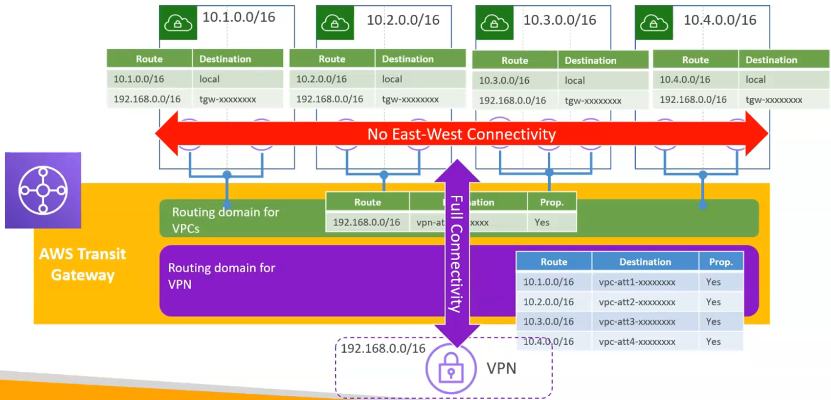 10.1.0.0/16
10.2.0.0/16
10.3.0.0/16
10.4.0.0/16
Route Destination
10.1.0.0/16 local
192.168.0.0/16 tgw-xxxxxxxx
Route Destination
10.2.0.0/16 local
192.168.0.0/16 tgw-xxxxxxxx
Route Destination
10.3.0.0/16 local
192.168.0.0/16 tgw-xxxxxxxx
Route Destination
10.4.0.0/16 local
192.168.0.0/16 tgw-xxxxxxxx
No East-West Connectivity
Full Connectivity
AWS Transit
Gateway
Routing domain for
VPCs
Route Prop.
192.168.0.0/16 Yes
Routing domain for
VPN
Route Destination Prop.
10.1.0.0/16 vpc-att1-xxxxxxxx Yes
10.2.0.0/16 vpc-att2-xxxxxxxx Yes
10.3.0.0/16 vpc-att3-xxxxxxxx Yes
10.4.0.0/16 vpc-att4-xxxxxxxx Yes
192.168.0.0/16
VPN